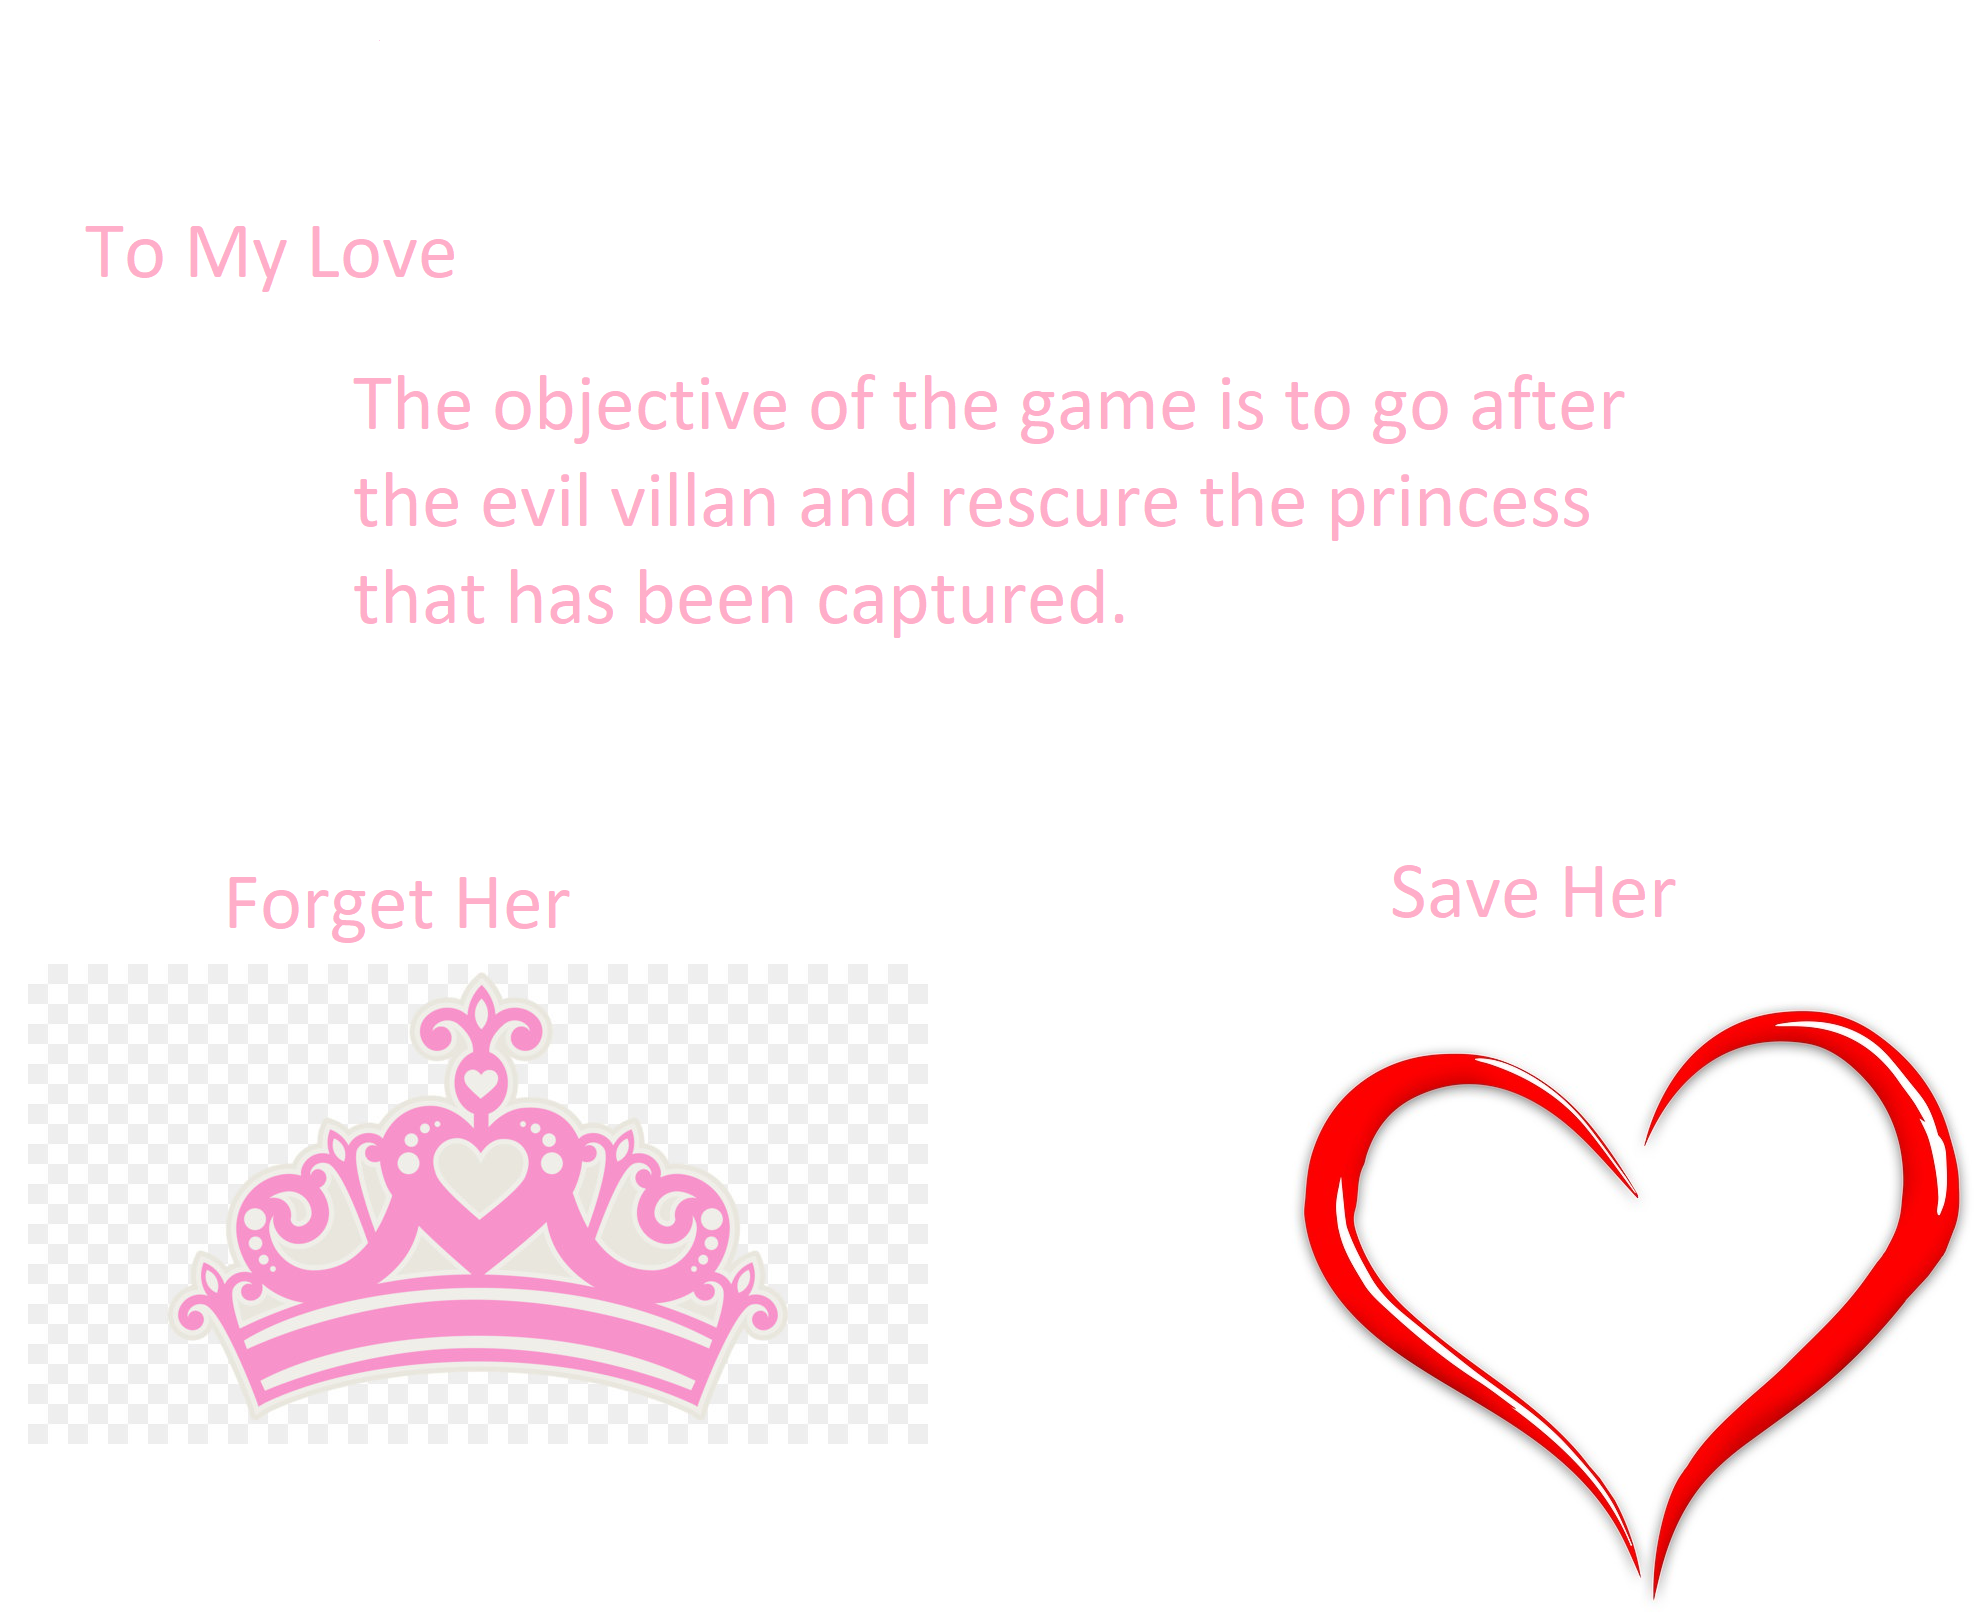 To My Love
The objective of the game is to go after
the evil villan and rescure the princess
that has been captured.
Forget Her
Save Her